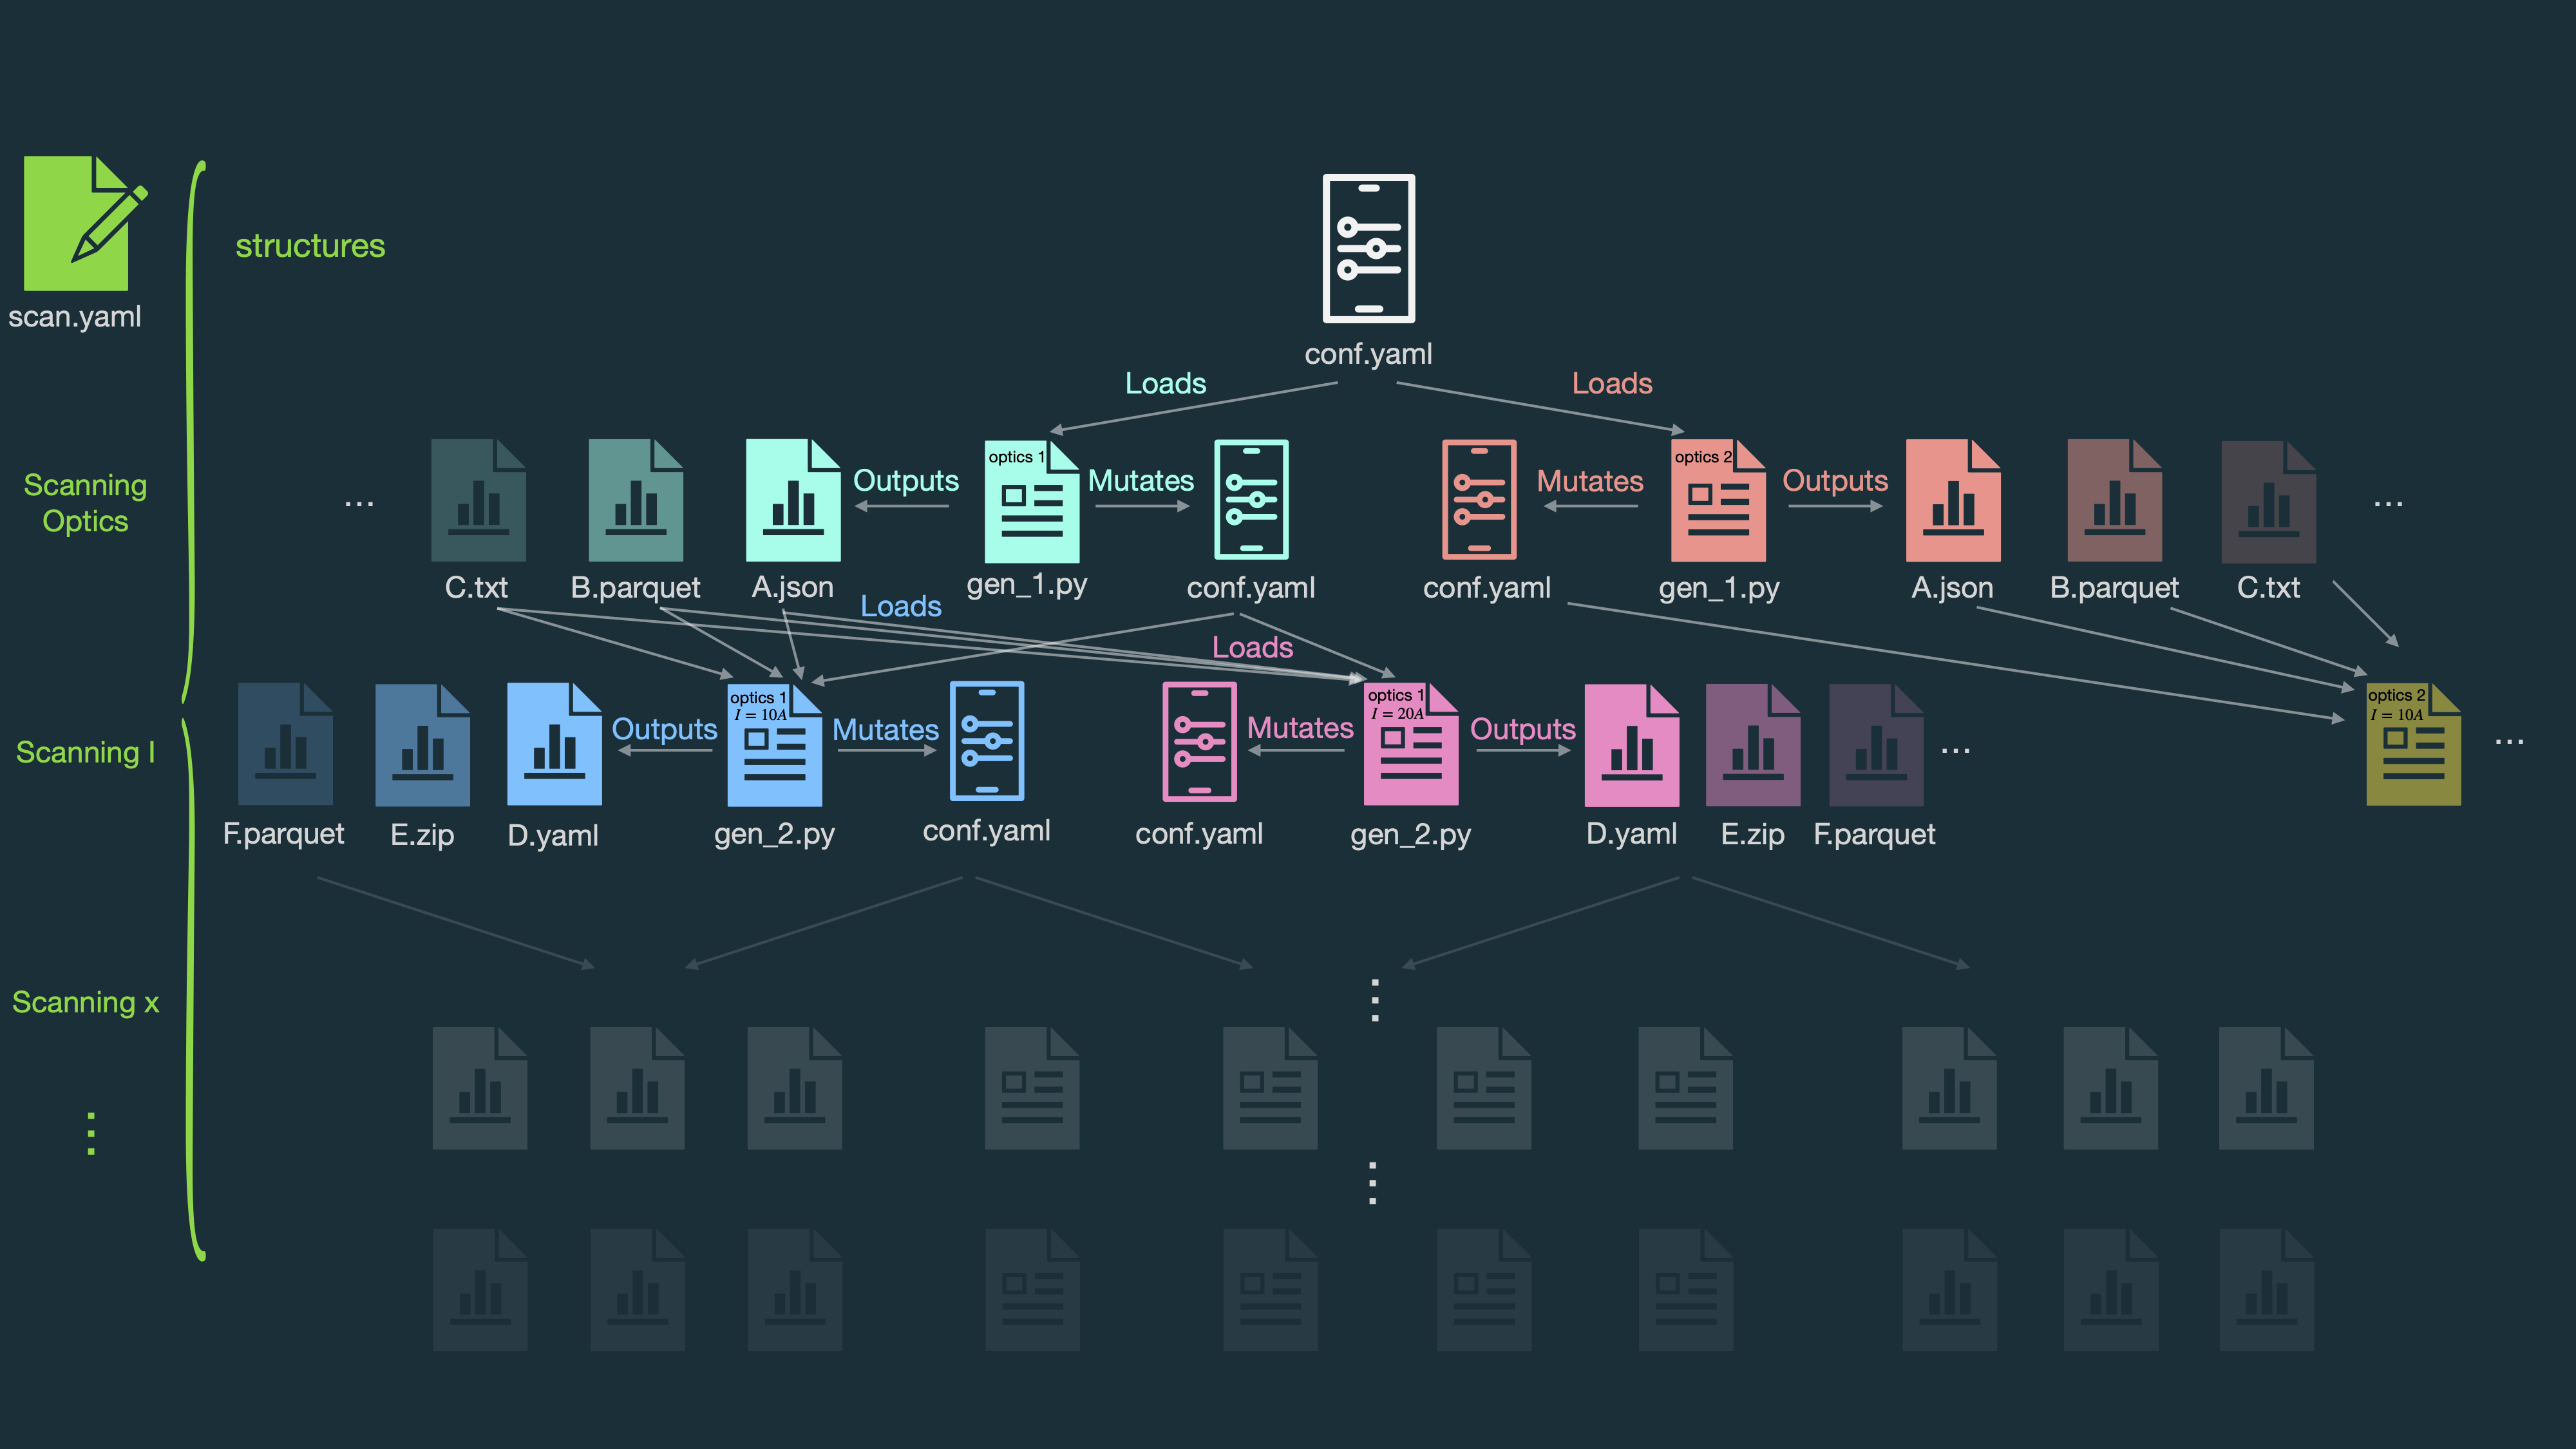 scan.yaml
structures
conf.yaml
Loads
Loads
Scanning
Optics
...
C.txt
B.parquet
A.json
Outputs
optics 1
gen_1.py
Mutates
conf.yaml
conf.yaml
Mutates
optics 2
gen_1.py
Outputs
A.json
B.parquet
C.txt
...
Loads
Loads
Scanning I
F.parquet
E.zip
D.yaml
Outputs
optics 1
I = 10A
gen_2.py
Mutates
conf.yaml
conf.yaml
Mutates
optics 1
I = 20A
gen_2.py
Outputs
D.yaml
E.zip
F.parquet
...
optics 2
I = 10A
...
Scanning x